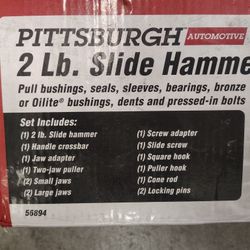 PITTSBURGH AUTOMOTIVE
2 Lb. Slide Hamme
Pull bushings, seals, sleeves, bearings, bronze
or Oilite® bushings, dents and pressed-in bolts
Set Includes:
(1) 2 lb. Slide hammer
(1) Handle crossbar
(1) Jaw adapter
(1) Two-jaw puller
(2) Small jaws
(2) Large jaws
(1) Screw adapter
(1) Slide screw
(1) Square hook
(1) Puller hook
(1) Cone rod
(2) Locking pins
56894